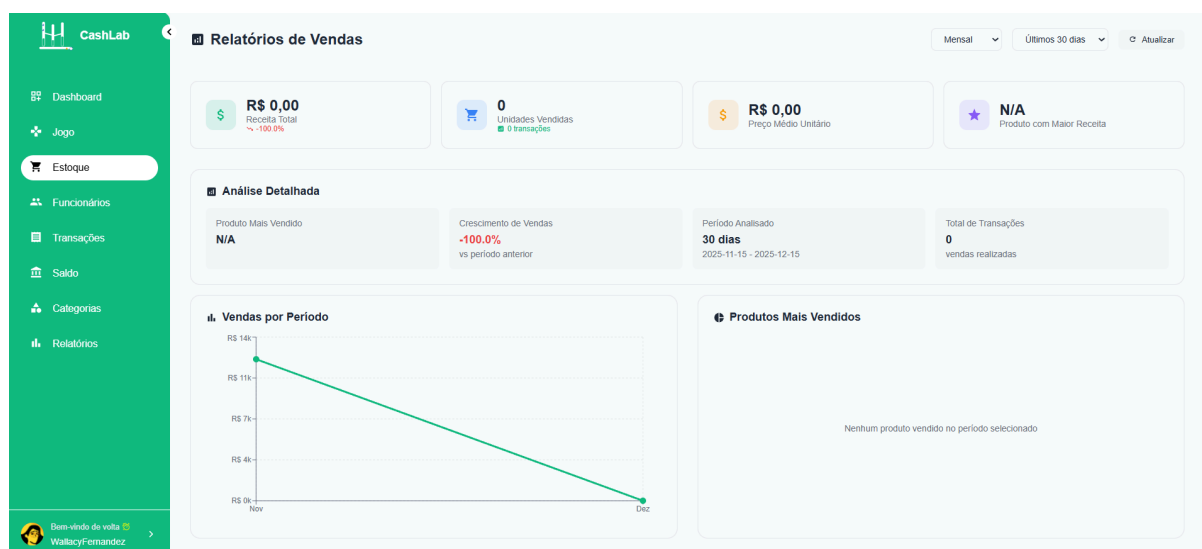 CashLab
Dashboard
Jogo
Estoque
Funcionários
Transações
Saldo
Categorias
Relatórios
Bem-vindo de volta
WallacyFernandez
Relatórios de Vendas
Mensal
Últimos 30 dias
Atualizar
R$ 0,00
Receita Total
-100.0%
0
Unidades Vendidas
0 transações
R$ 0,00
Preço Médio Unitário
N/A
Produto com Maior Receita
Análise Detalhada
Produto Mais Vendido
N/A
Crescimento de Vendas
-100.0%
vs período anterior
Período Analisado
30 dias
2025-11-15 - 2025-12-15
Total de Transações
0
vendas realizadas
Vendas por Período
R$ 14k
R$ 11k
R$ 7k
R$ 4k
R$ 0k
Nov
Dez
Produtos Mais Vendidos
Nenhum produto vendido no período selecionado